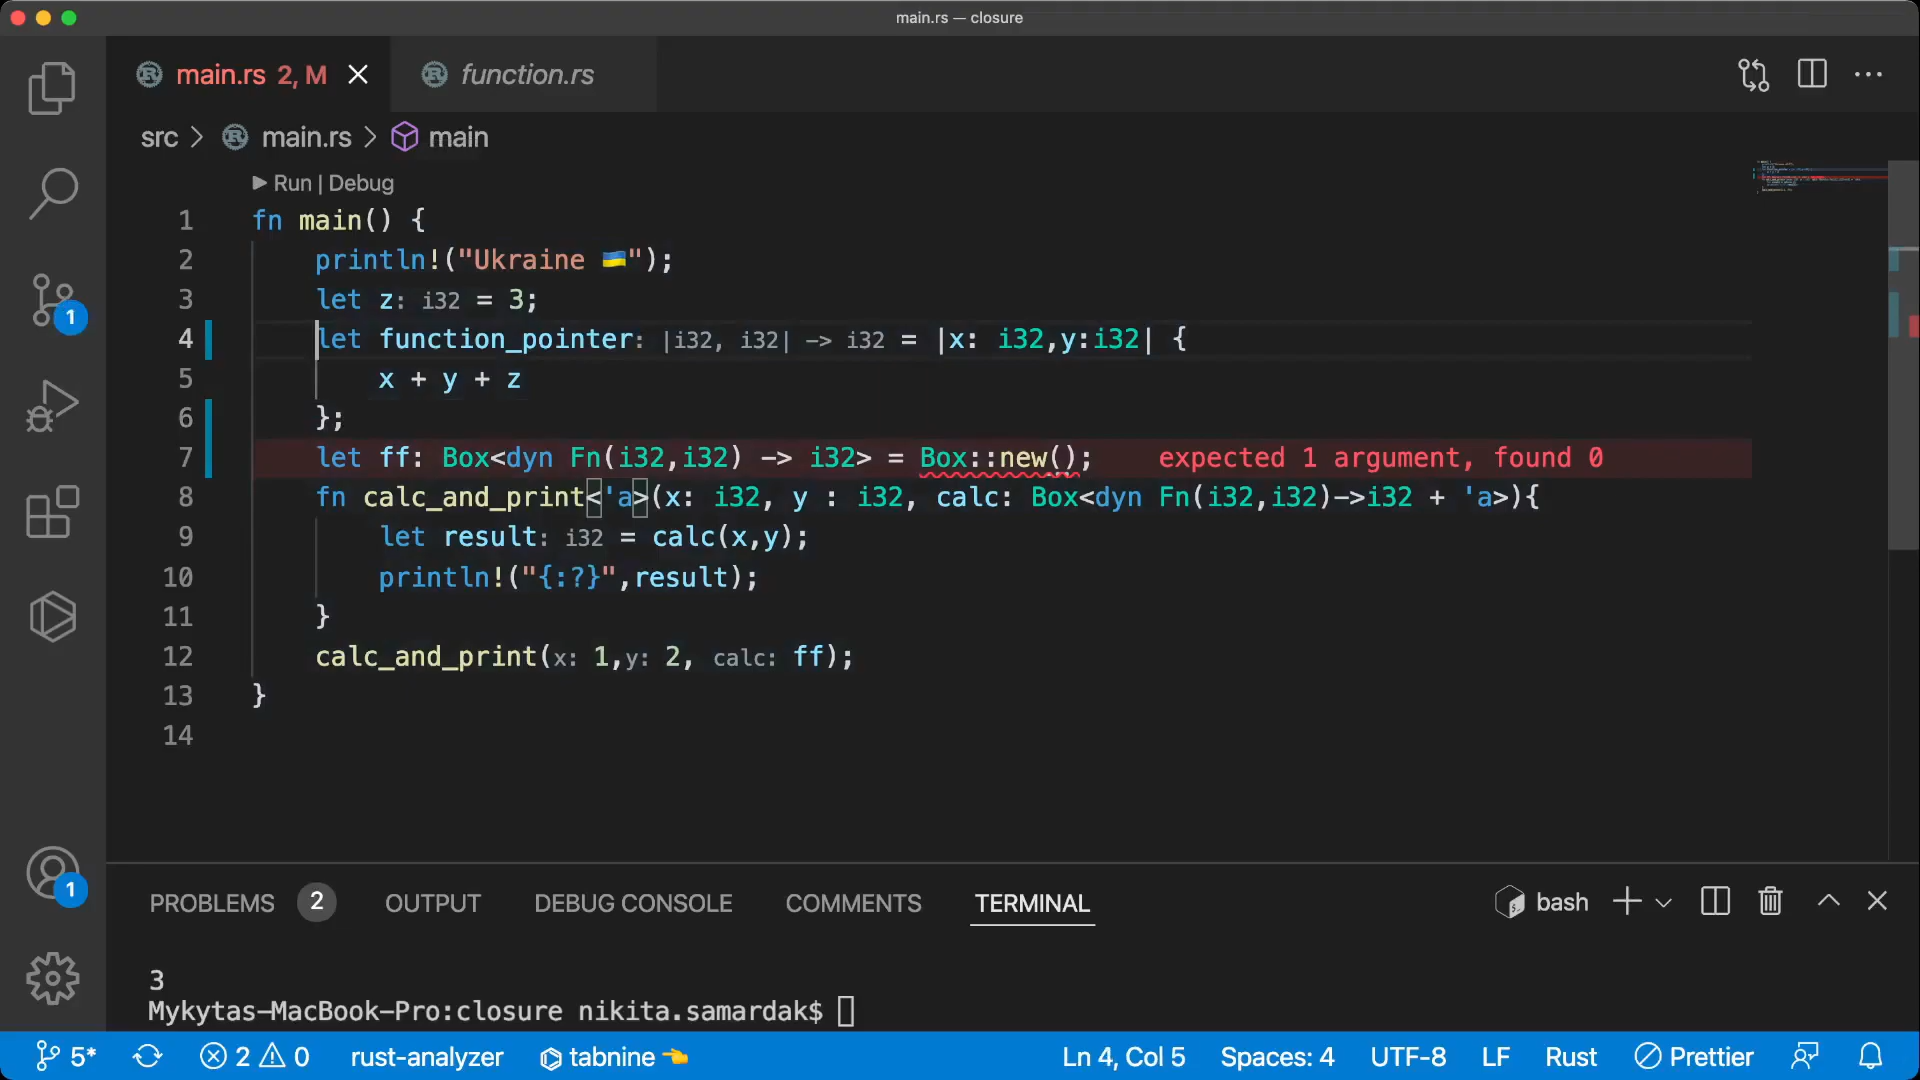 main.rs — closure
main.rs 2, M
function.rs
src > main.rs > main
Run | Debug
1 fn main() {
2 println!("Ukraine 🇺🇦");
3 let z: i32 = 3;
4 let function_pointer: |i32, i32| -> i32 = |x: i32,y:i32| {
5 x + y + z
6 };
7 let ff: Box<dyn Fn(i32,i32) -> i32> = Box::new(); expected 1 argument, found 0
8 fn calc_and_print<'a>(x: i32, y : i32, calc: Box<dyn Fn(i32,i32)->i32 + 'a>){
9 let result: i32 = calc(x,y);
10 println!("{:?}",result);
11 }
12 calc_and_print(x: 1,y: 2, calc: ff);
13 }
14
1
1
PROBLEMS 2 OUTPUT DEBUG CONSOLE COMMENTS TERMINAL bash
3
Mykytas-MacBook-Pro:closure nikita.samardak$
5* 2 0 rust-analyzer tabnine Ln 4, Col 5 Spaces: 4 UTF-8 LF Rust Prettier